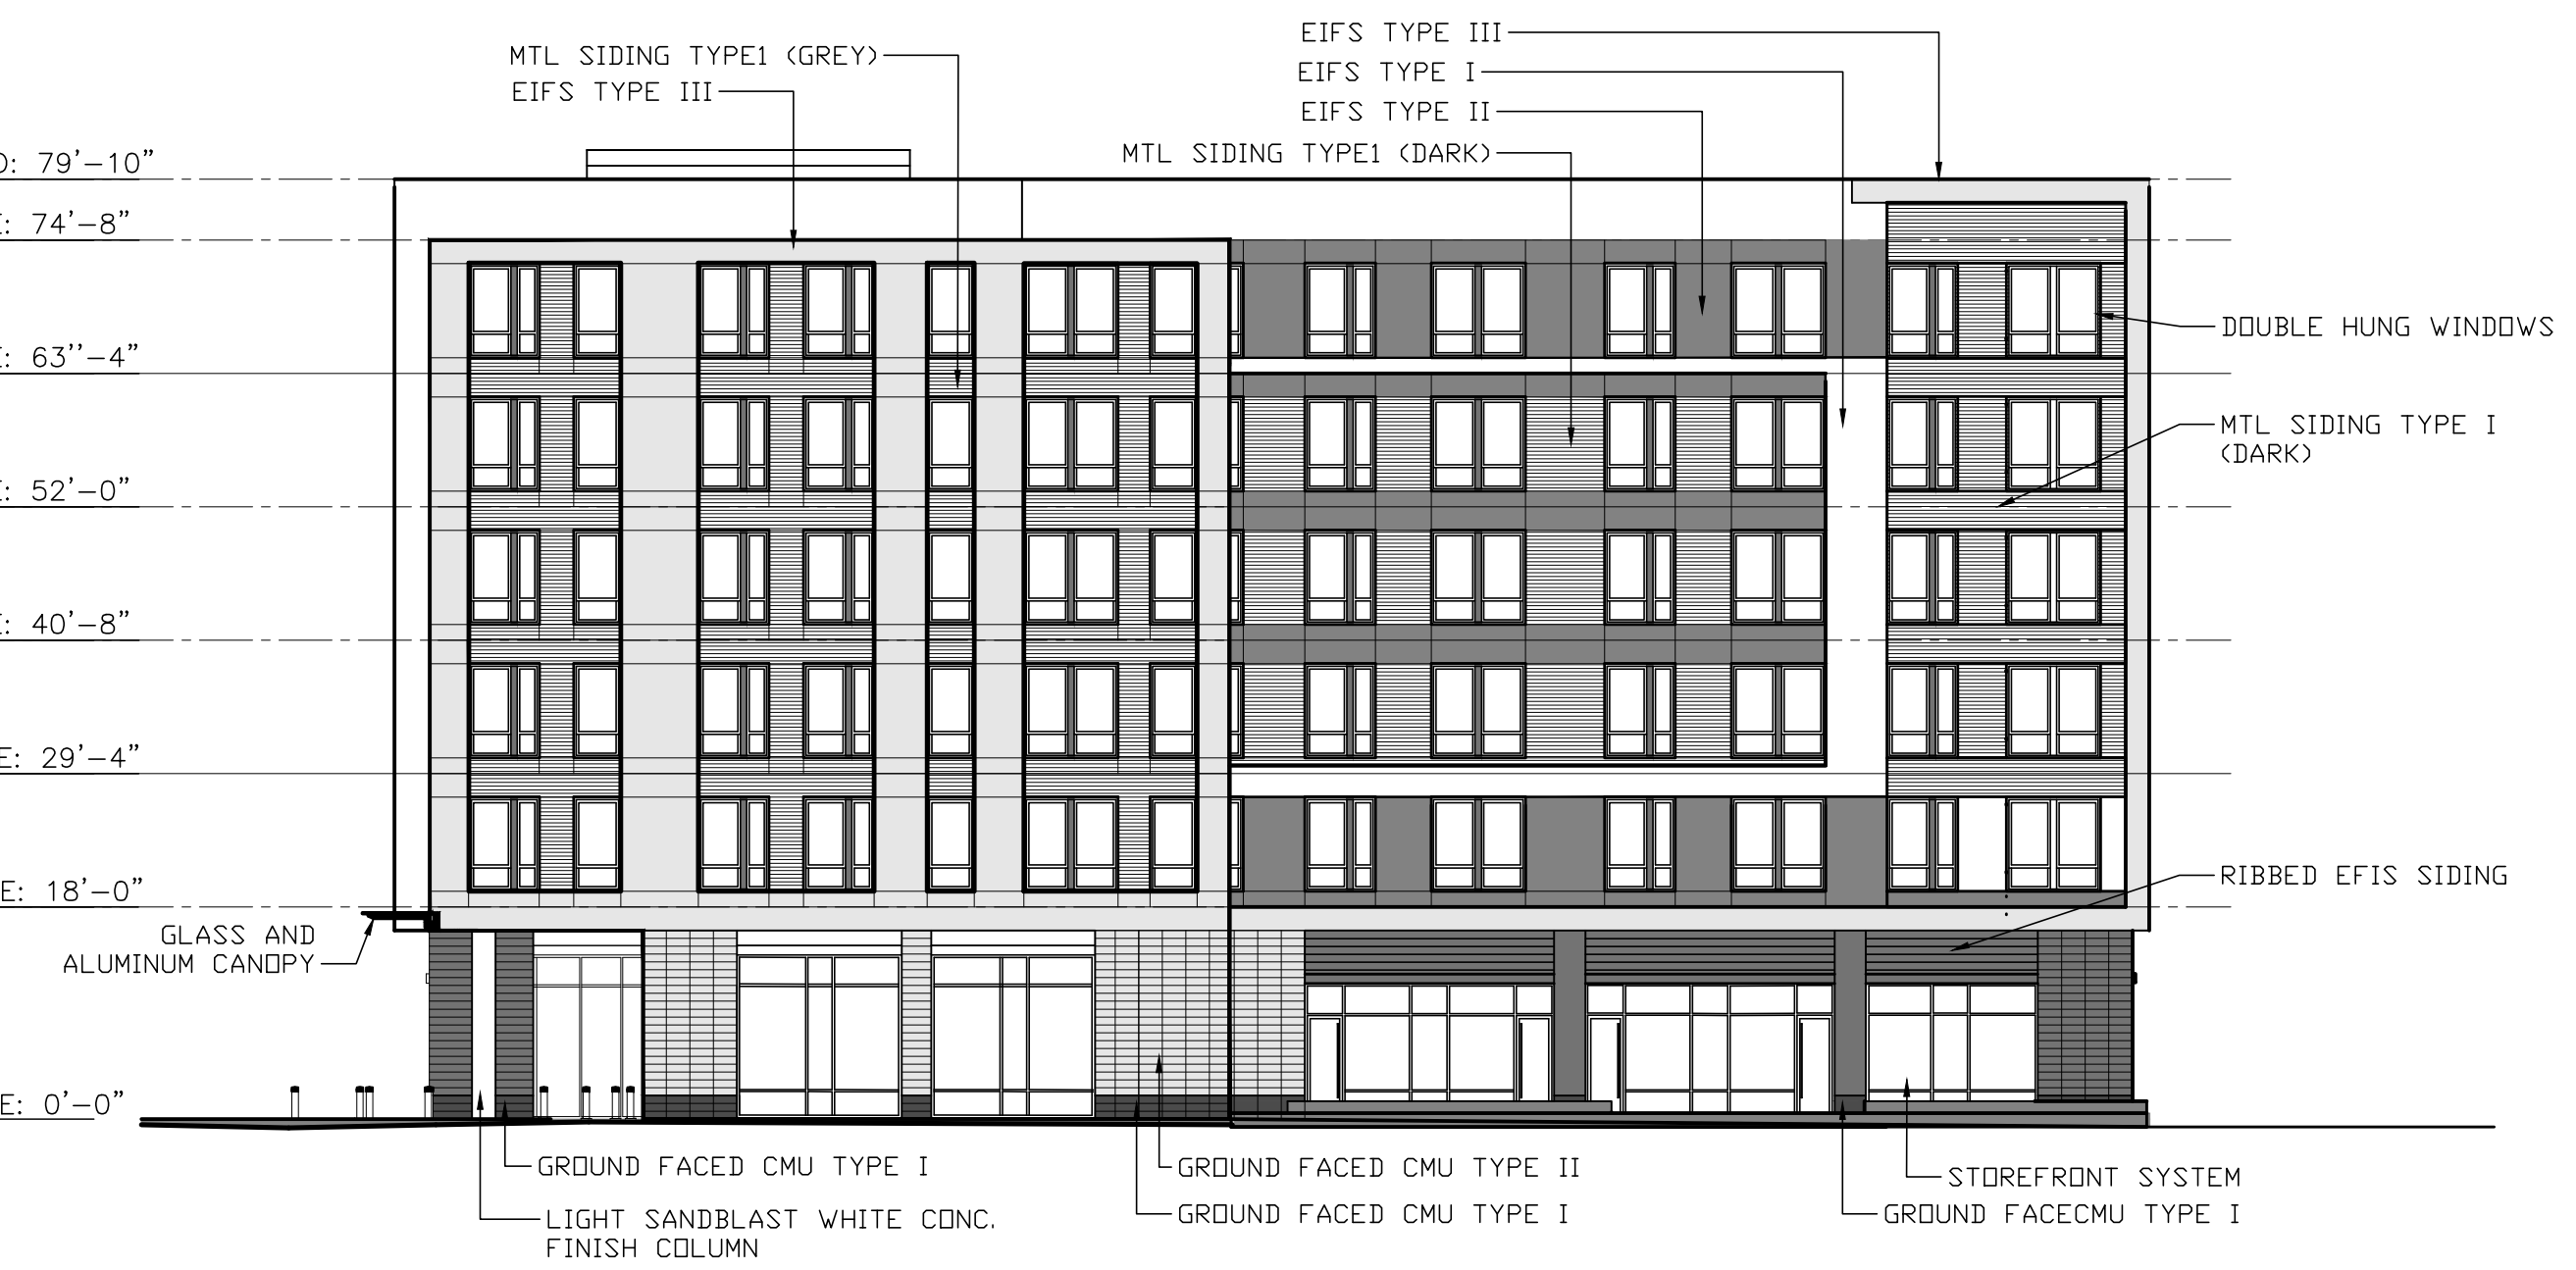 EIFS TYPE III
MTL SIDING TYPE1 (GREY)
EIFS TYPE I
EIFS TYPE III
EIFS TYPE II
MTL SIDING TYPE1 (DARK)
79'-10"
74'-8"
DOUBLE HUNG WINDOWS
63''-4"
MTL SIDING TYPE I
(DARK)
52'-0"
40'-8"
E: 29'-4"
E: 18'-0"
RIBBED EFIS SIDING
GLASS AND
ALUMINUM CANOPY
E: 0'-0"
GROUND FACED CMU TYPE I
GROUND FACED CMU TYPE II
STOREFRONT SYSTEM
LIGHT SANDBLAST WHITE CONC.
FINISH COLUMN
GROUND FACED CMU TYPE I
GROUND FACECMU TYPE I